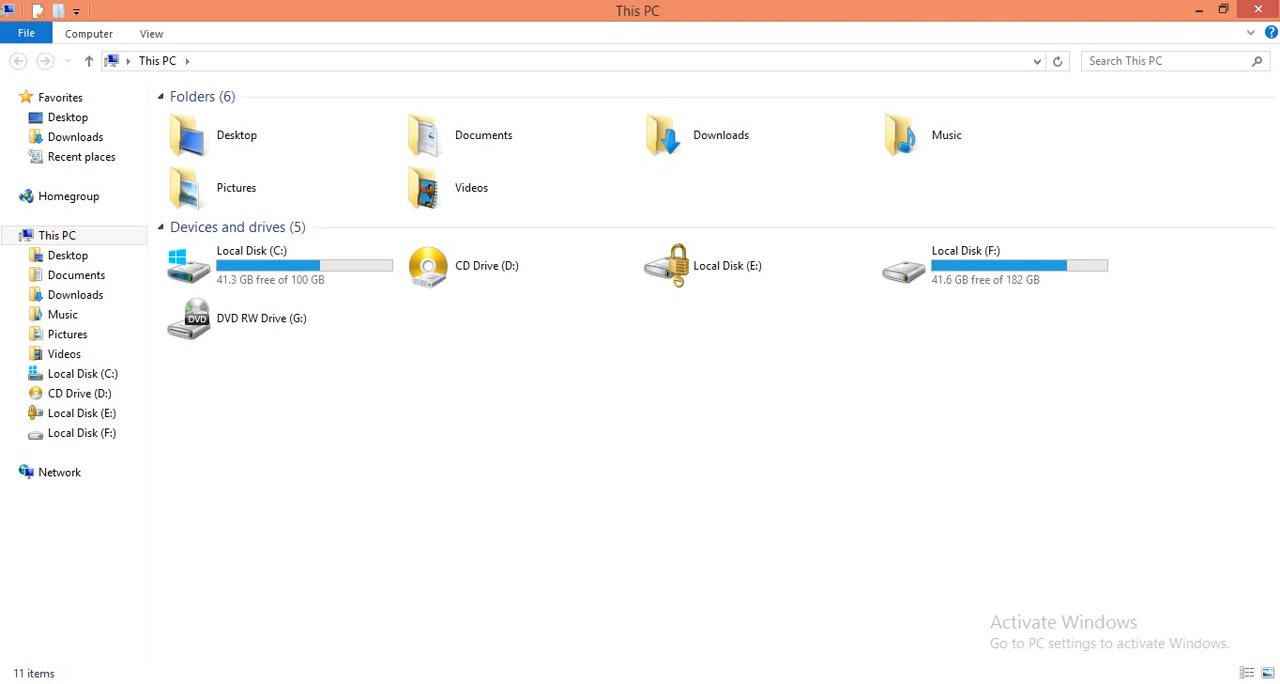 This PC
File Computer View
This PC
Search This PC
Favorites
Desktop
Downloads
Recent places
Homegroup
This PC
Desktop
Documents
Downloads
Music
Pictures
Videos
Local Disk (C:)
CD Drive (D:)
Local Disk (E:)
Local Disk (F:)
Network
Folders (6)
Desktop
Documents
Downloads
Music
Pictures
Videos
Devices and drives (5)
Local Disk (C:)
41.3 GB free of 100 GB
CD Drive (D:)
Local Disk (E:)
Local Disk (F:)
41.6 GB free of 182 GB
DVD
DVD RW Drive (G:)
Activate Windows
Go to PC settings to activate Windows.
11 items